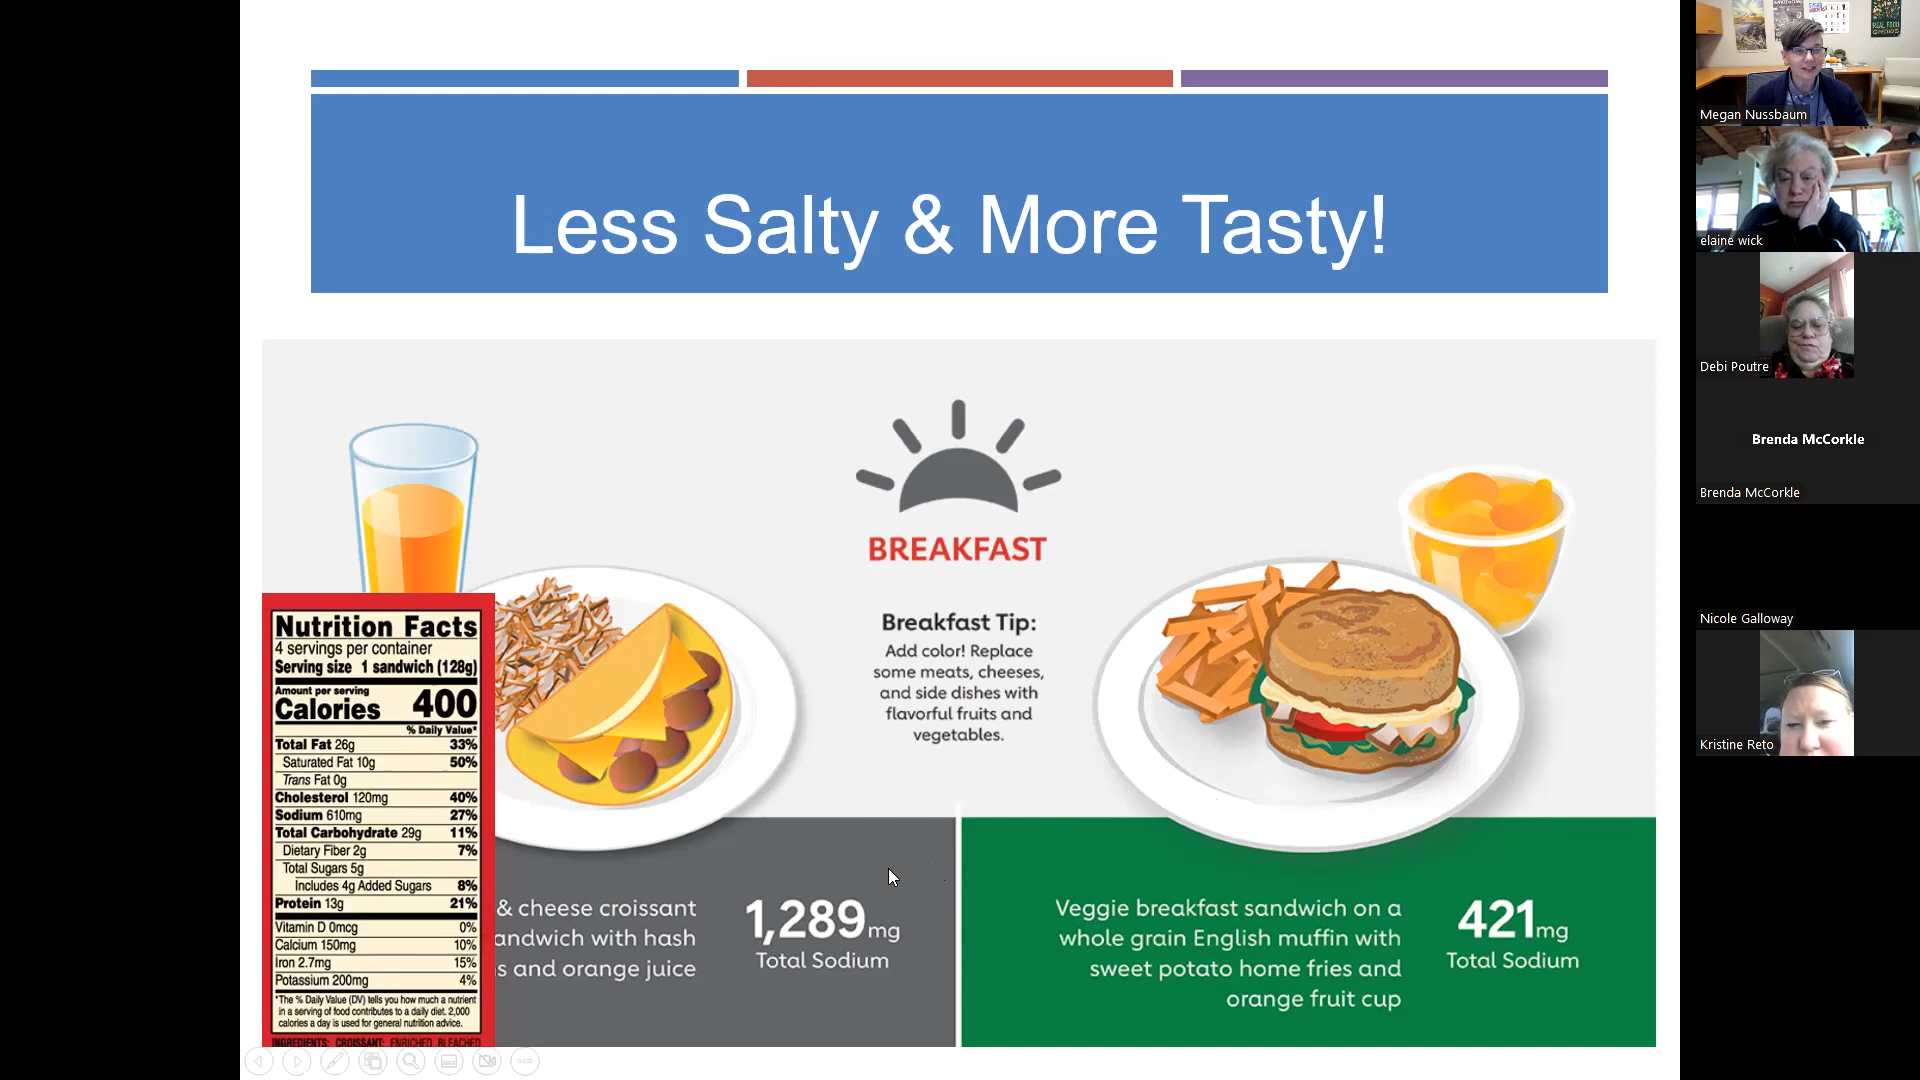 Less Salty & More Tasty!
BREAKFAST
Breakfast Tip:
Add color! Replace
some meats, cheeses,
and side dishes with
flavorful fruits and
vegetables.
Nutrition Facts
4 servings per container
Serving size 1 sandwich (128g)
Amount per serving
Calories 400
% Daily Value*
Total Fat 26g 33%
Saturated Fat 10g 50%
Trans Fat 0g
Cholesterol 120mg 40%
Sodium 610mg 27%
Total Carbohydrate 29g 11%
Dietary Fiber 2g 7%
Total Sugars 5g
Includes 4g Added Sugars 8%
Protein 13g 21%
Vitamin D 0mcg 0%
Calcium 150mg 10%
Iron 2.7mg 15%
Potassium 200mg 4%
*The % Daily Value (DV) tells you how much a nutrient
in a serving of food contributes to a daily diet. 2,000
calories a day is used for general nutrition advice.
INGREDIENTS: CROISSANT: ENRICHED BLEACHED
& cheese croissant
andwich with hash
s and orange juice
1,289mg
Total Sodium
Veggie breakfast sandwich on a
whole grain English muffin with
sweet potato home fries and
orange fruit cup
421mg
Total Sodium
REAL FOOD
Megan Nussbaum
elaine wick
Debi Poutre
Brenda McCorkle
Brenda McCorkle
Nicole Galloway
Kristine Reto